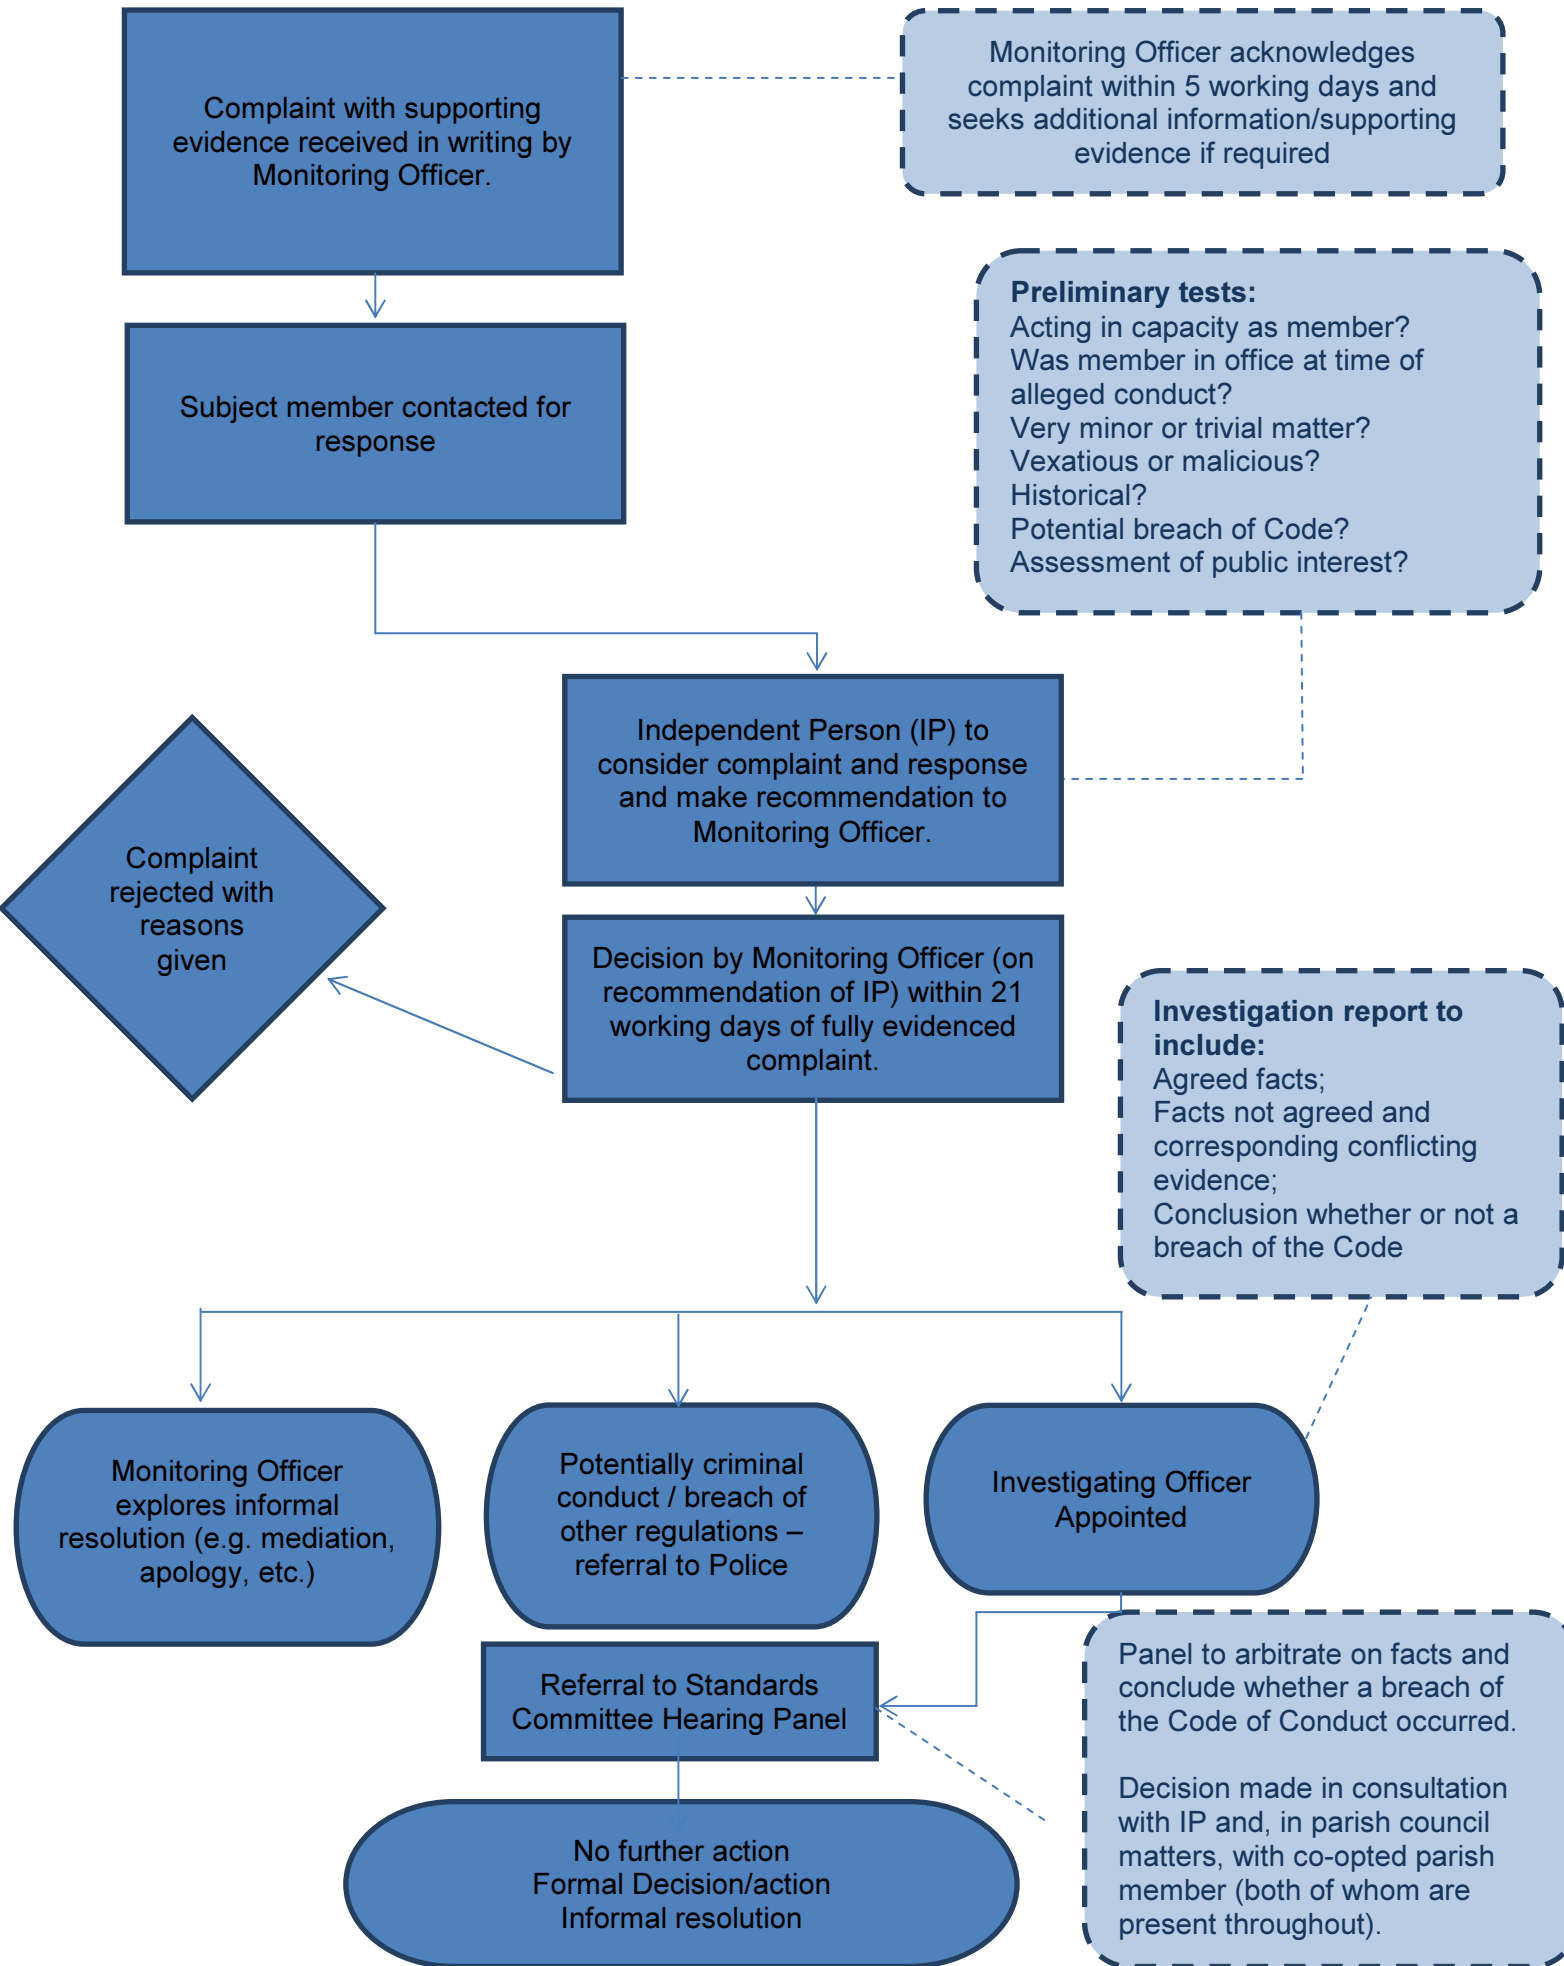 Complaint with supporting
evidence received in writing by
Monitoring Officer.
Monitoring Officer acknowledges
complaint within 5 working days and
seeks additional information/supporting
evidence if required
Preliminary tests:
Acting in capacity as member?
Was member in office at time of
alleged conduct?
Very minor or trivial matter?
Vexatious or malicious?
Historical?
Potential breach of Code?
Assessment of public interest?
Subject member contacted for
response
Independent Person (IP) to
consider complaint and response
and make recommendation to
Monitoring Officer.
Complaint
rejected with
reasons
given
Decision by Monitoring Officer (on
recommendation of IP) within 21
working days of fully evidenced
complaint.
Investigation report to
include:
Agreed facts;
Facts not agreed and
corresponding conflicting
evidence;
Conclusion whether or not a
breach of the Code
Monitoring Officer
explores informal
resolution (e.g. mediation,
apology, etc.)
Potentially criminal
conduct / breach of
other regulations –
referral to Police
Investigating Officer
Appointed
Referral to Standards
Committee Hearing Panel
Panel to arbitrate on facts and
conclude whether a breach of
the Code of Conduct occurred.
Decision made in consultation
with IP and, in parish council
matters, with co-opted parish
member (both of whom are
present throughout).
No further action
Formal Decision/action
Informal resolution